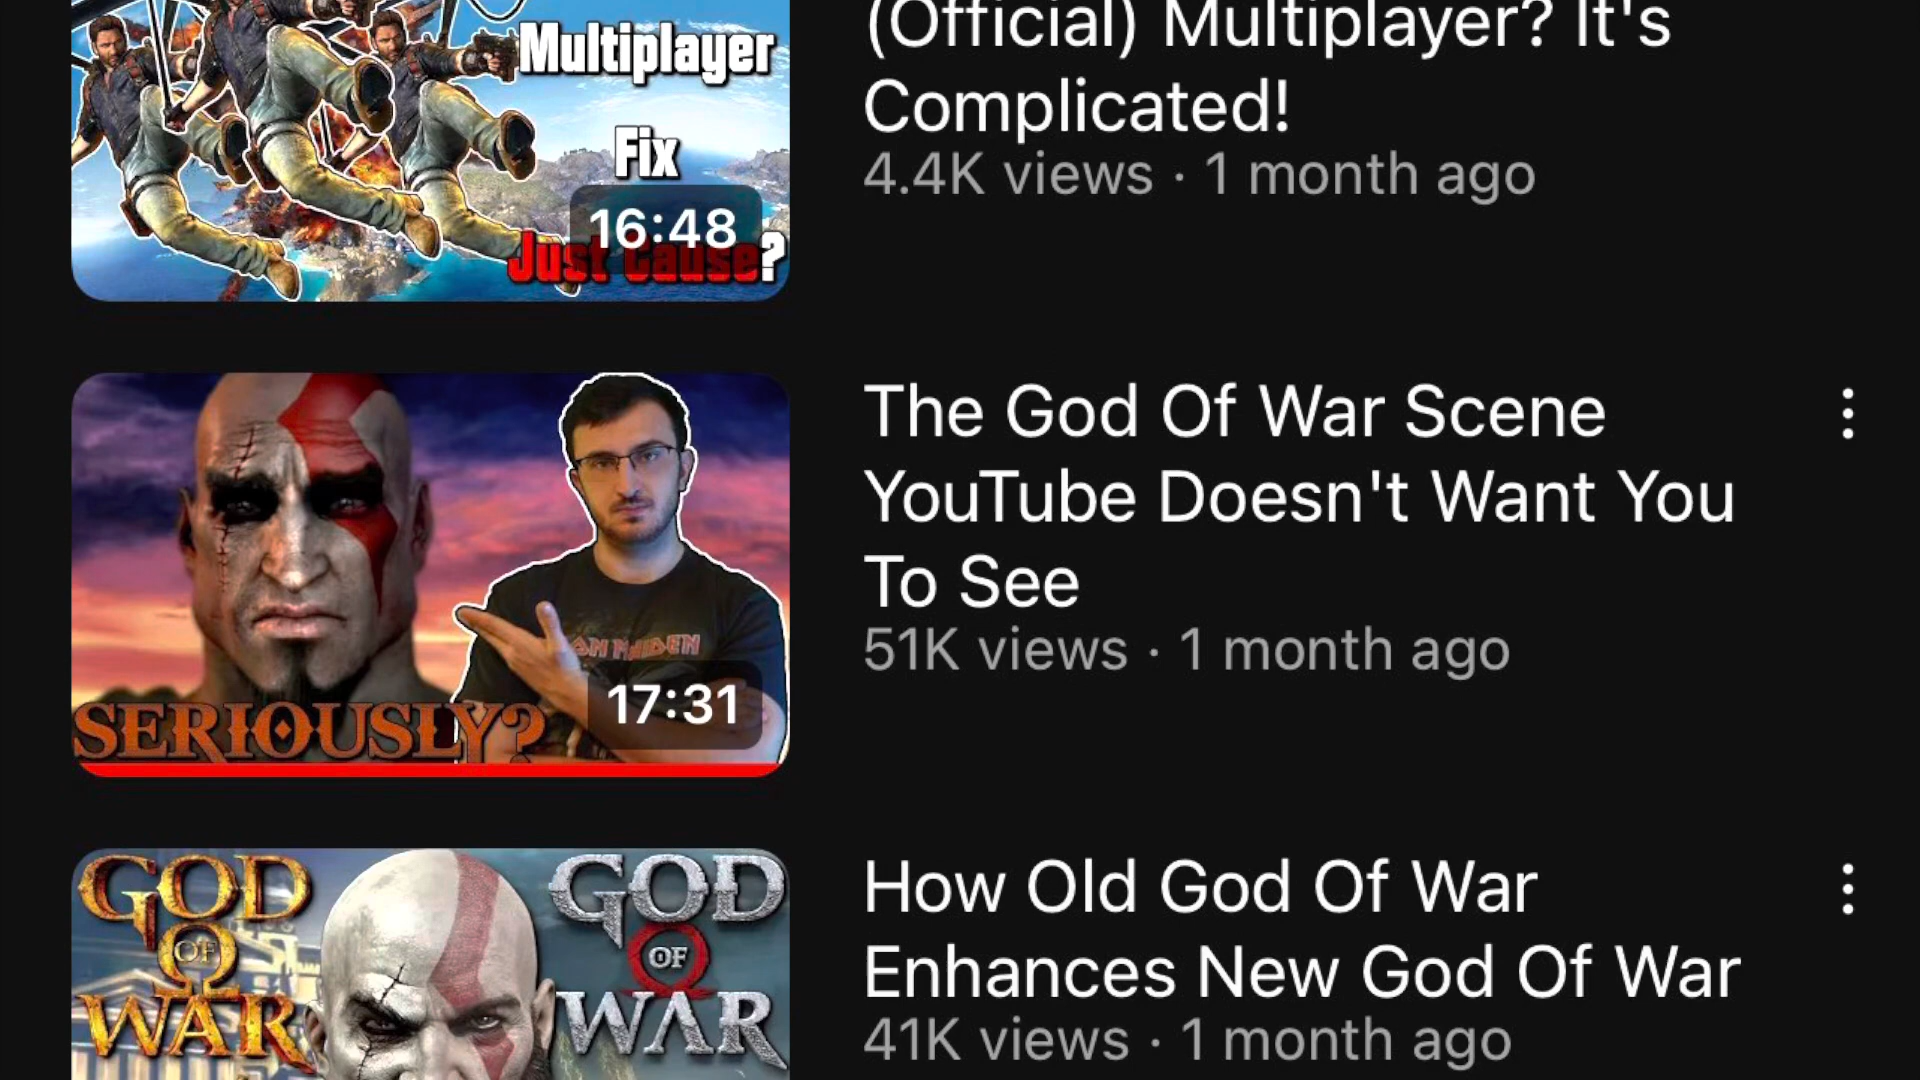 (Official) Multiplayer? It's
Complicated!
4.4K views · 1 month ago
Multiplayer
Fix
16:48
Just Cause?
The God Of War Scene
YouTube Doesn't Want You
To See
51K views · 1 month ago
ON MAIDEN
17:31
SERIOUSLY?
How Old God Of War
Enhances New God Of War
41K views · 1 month ago
GOD
OF
WAR
GOD
OF
WAR